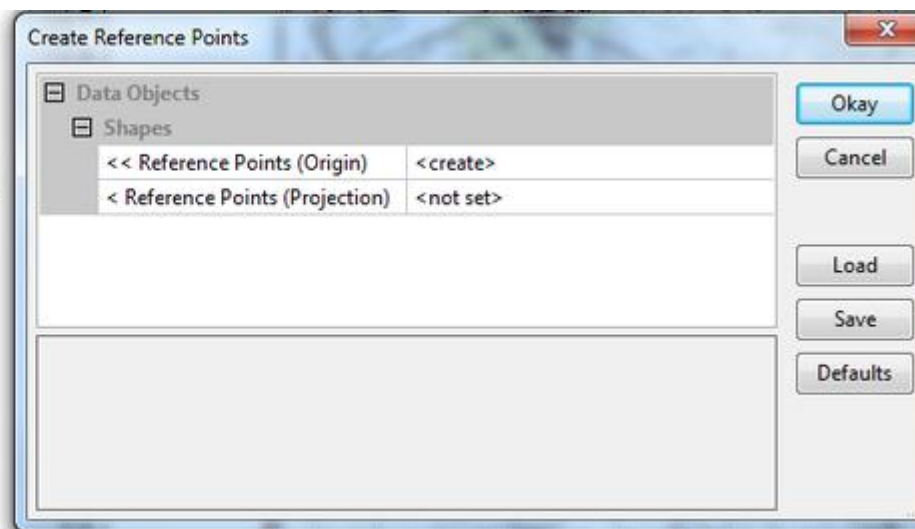 Create Reference Points
Data Objects
Shapes
<< Reference Points (Origin) <create>
< Reference Points (Projection) <not set>
Okay
Cancel
Load
Save
Defaults